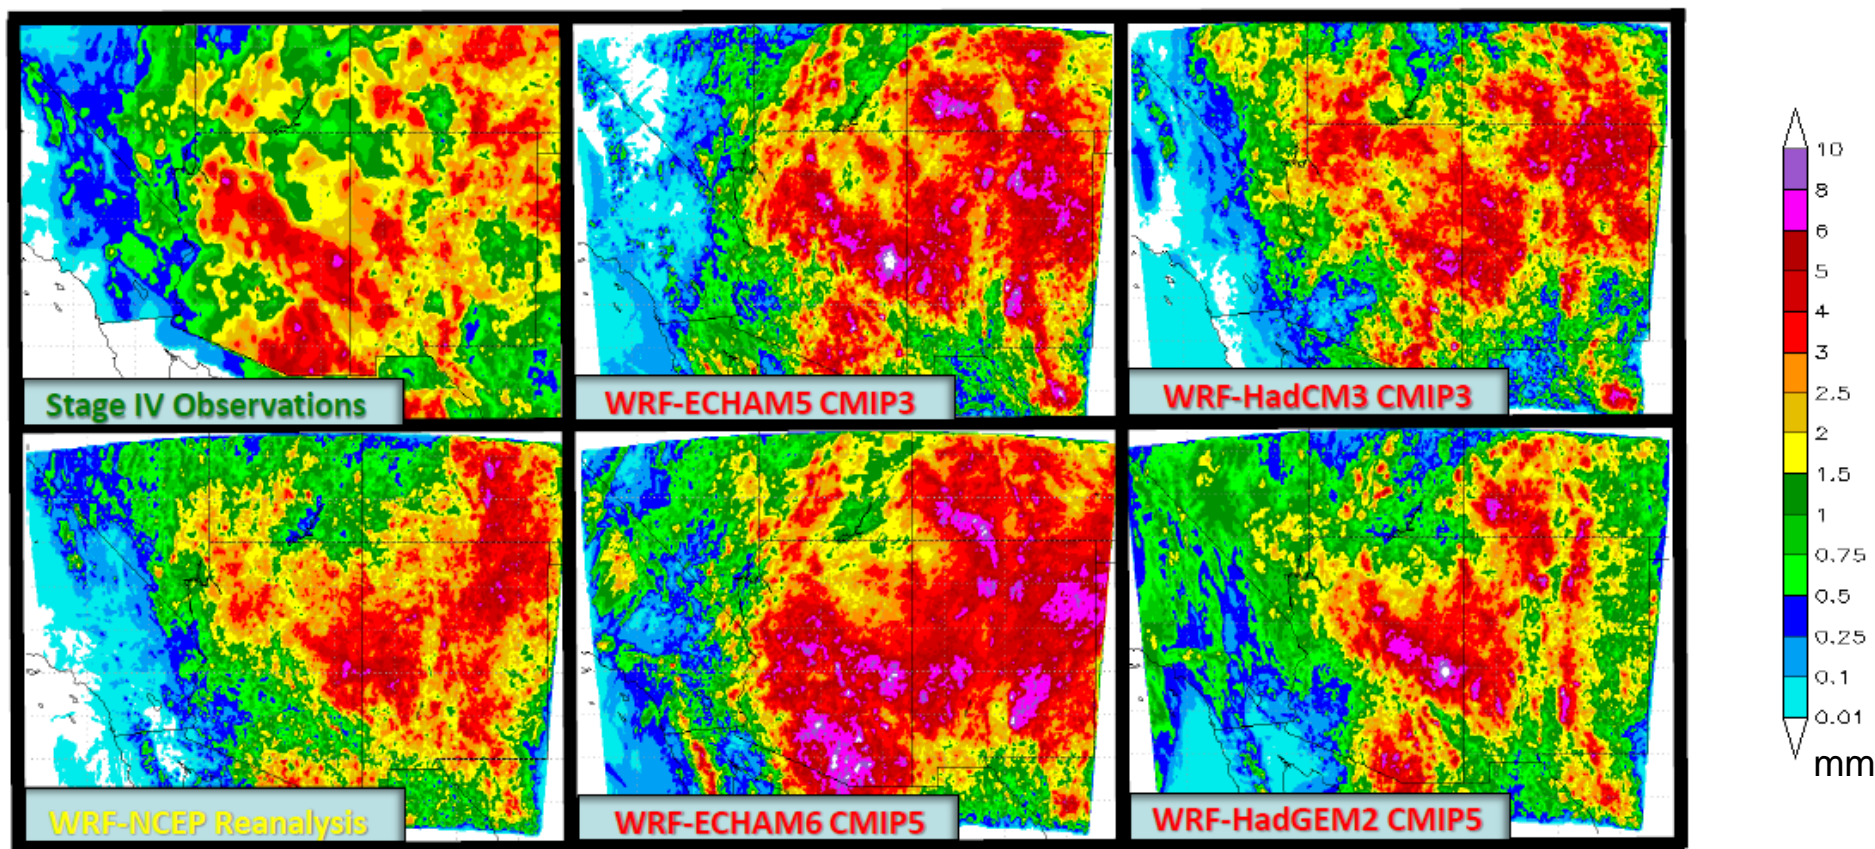 Stage IV Observations
WRF-ECHAM5 CMIP3
WRF-HadCM3 CMIP3
WRF-NCEP Reanalysis
WRF-ECHAM6 CMIP5
WRF-HadGEM2 CMIP5
10
8
6
5
4
3
2.5
2
1.5
1
0.75
0.5
0.25
0.1
0.01
mm